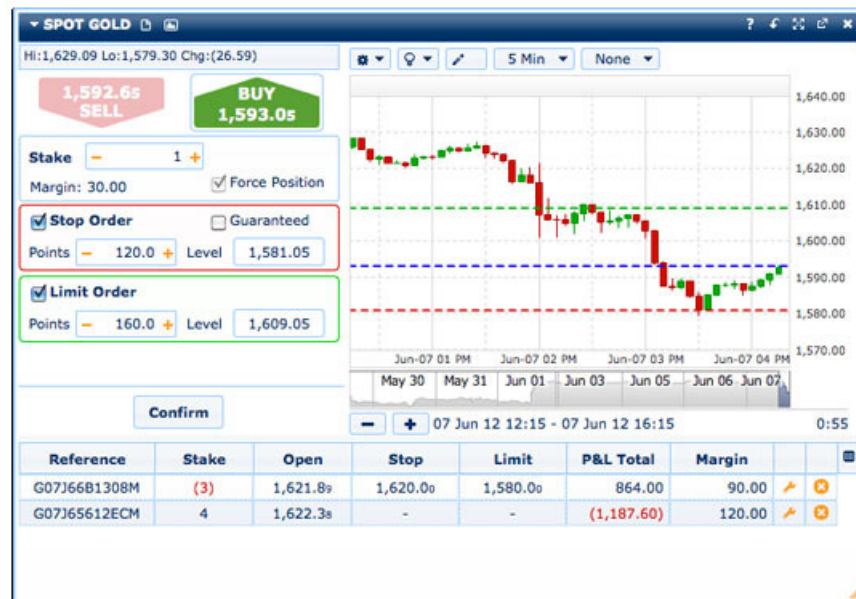 SPOT GOLD
Hi:1,629.09 Lo:1,579.30 Chg:(26.59)
1,592.65
SELL
BUY
1,593.05
Stake − 1 +
Margin: 30.00 Force Position
Stop Order Guaranteed
Points − 120.0 + Level 1,581.05
Limit Order
Points − 160.0 + Level 1,609.05
Confirm
5 Min None
1,640.00
1,630.00
1,620.00
1,610.00
1,600.00
1,590.00
1,580.00
1,570.00
Jun-07 01 PM Jun-07 02 PM Jun-07 03 PM Jun-07 04 PM
May 30 May 31 Jun 01 Jun 03 Jun 05 Jun 06 Jun 07
07 Jun 12 12:15 - 07 Jun 12 16:15 0:55
Reference Stake Open Stop Limit P&L Total Margin
G07J66B1308M (3) 1,621.89 1,620.00 1,580.00 864.00 90.00
G07J65612ECM 4 1,622.38 - - (1,187.60) 120.00